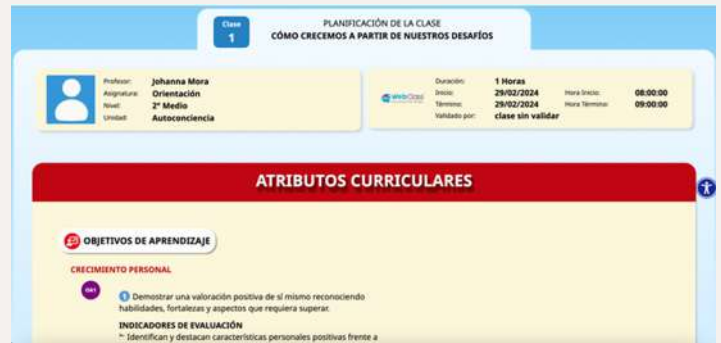 Clase
1
PLANIFICACIÓN DE LA CLASE
CÓMO CRECEMOS A PARTIR DE NUESTROS DESAFÍOS
Profesor: Johanna Mora
Asignatura: Orientación
Nivel: 2° Medio
Unidad: Autoconciencia
WebClass
Duración: 1 Horas
Inicio: 29/02/2024 Hora Inicio: 08:00:00
Término: 29/02/2024 Hora Término: 09:00:00
Validado por: clase sin validar
ATRIBUTOS CURRICULARES
OBJETIVOS DE APRENDIZAJE
CRECIMIENTO PERSONAL
OA1
1 Demostrar una valoración positiva de sí mismo reconociendo
habilidades, fortalezas y aspectos que requiera superar.
INDICADORES DE EVALUACIÓN
Identifican y destacan características personales positivas frente a